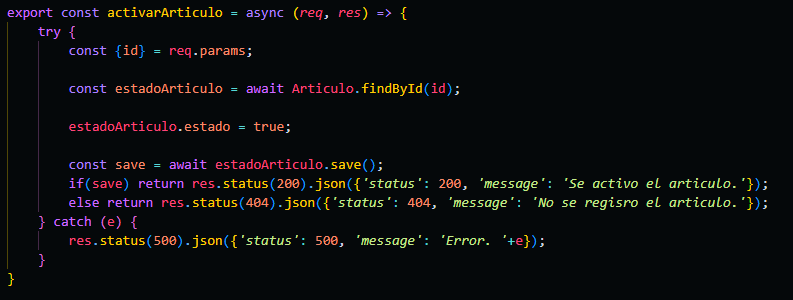 export const activarArticulo = async (req, res) => {
    try {
        const {id} = req.params;

        const estadoArticulo = await Articulo.findById(id);

        estadoArticulo.estado = true;

        const save = await estadoArticulo.save();
        if(save) return res.status(200).json({'status': 200, 'message': 'Se activo el articulo.'});
        else return res.status(404).json({'status': 404, 'message': 'No se regisro el articulo.'});
    } catch (e) {
        res.status(500).json({'status': 500, 'message': 'Error. '+e});
    }
}